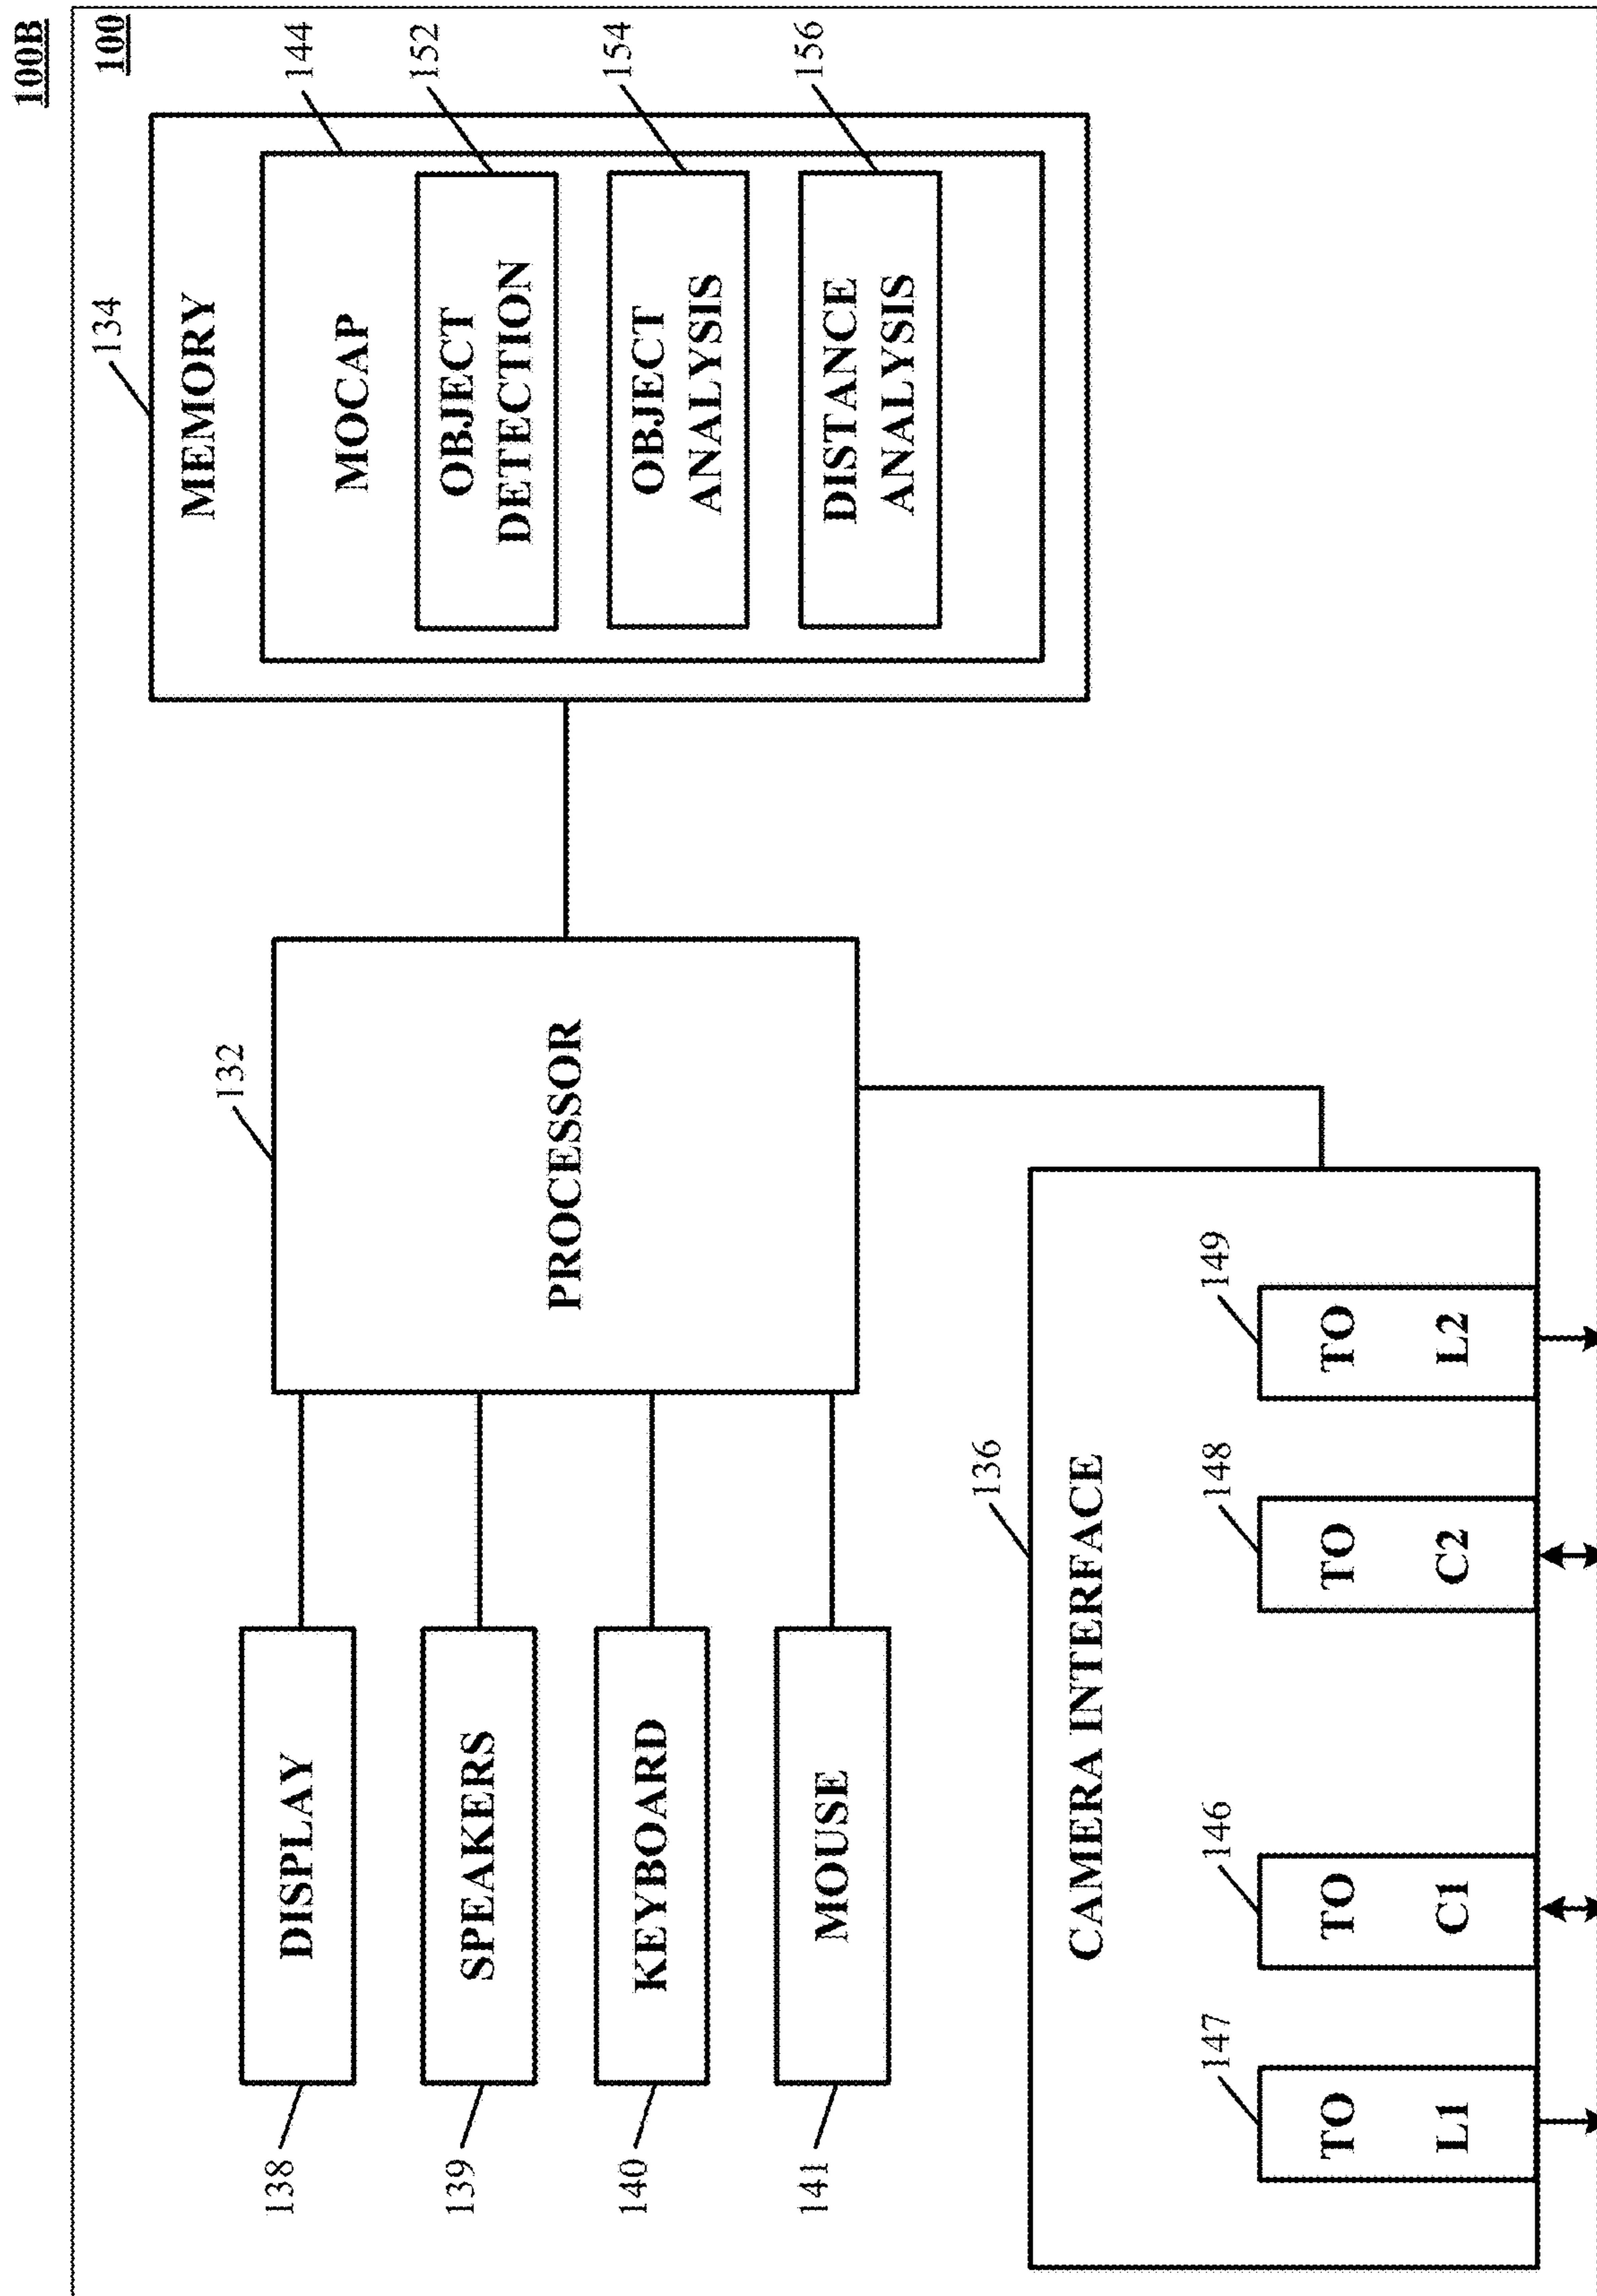 100B
100
138
DISPLAY
139
SPEAKERS
140
KEYBOARD
141
MOUSE
132
PROCESSOR
134
MEMORY
144
MOCAP
152
OBJECT
DETECTION
154
OBJECT
ANALYSIS
156
DISTANCE
ANALYSIS
136
CAMERA INTERFACE
147
TO
L1
146
TO
C1
148
TO
C2
149
TO
L2